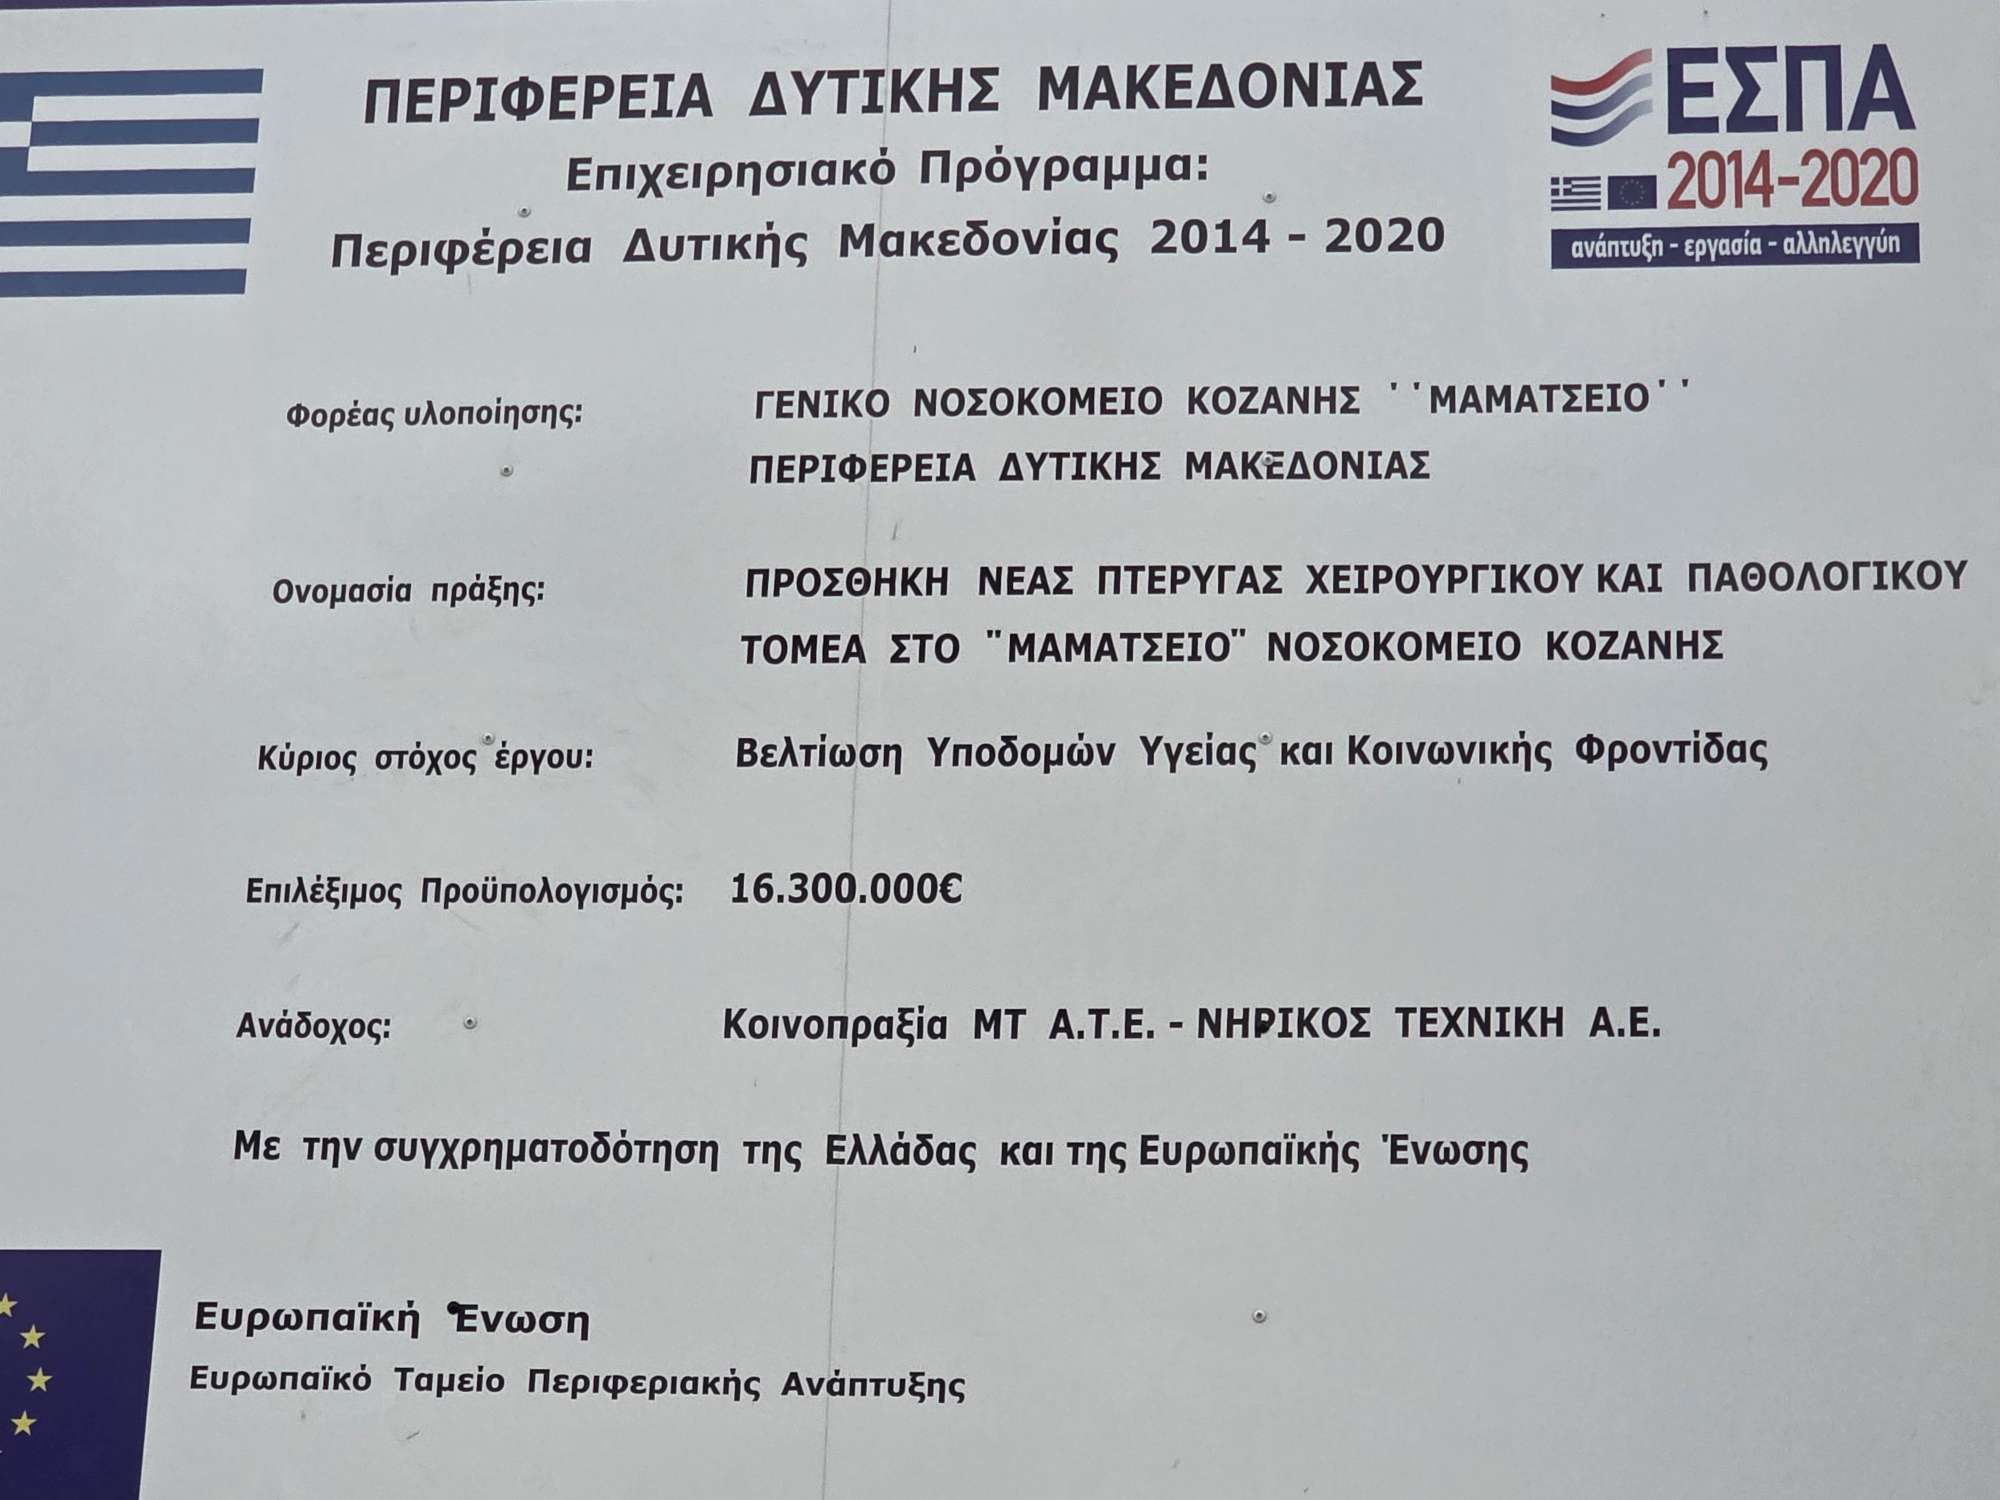 ΠΕΡΙΦΕΡΕΙΑ ΔΥΤΙΚΗΣ ΜΑΚΕΔΟΝΙΑΣ
Επιχειρησιακό Πρόγραμμα:
Περιφέρεια Δυτικής Μακεδονίας 2014 - 2020
ΕΣΠΑ
2014-2020
ανάπτυξη - εργασία - αλληλεγγύη
Φορέας υλοποίησης: ΓΕΝΙΚΟ ΝΟΣΟΚΟΜΕΙΟ ΚΟΖΑΝΗΣ ΄΄ΜΑΜΑΤΣΕΙΟ΄΄
ΠΕΡΙΦΕΡΕΙΑ ΔΥΤΙΚΗΣ ΜΑΚΕΔΟΝΙΑΣ
Ονομασία πράξης: ΠΡΟΣΘΗΚΗ ΝΕΑΣ ΠΤΕΡΥΓΑΣ ΧΕΙΡΟΥΡΓΙΚΟΥ ΚΑΙ ΠΑΘΟΛΟΓΙΚΟΥ
ΤΟΜΕΑ ΣΤΟ "ΜΑΜΑΤΣΕΙΟ" ΝΟΣΟΚΟΜΕΙΟ ΚΟΖΑΝΗΣ
Κύριος στόχος έργου: Βελτίωση Υποδομών Υγείας και Κοινωνικής Φροντίδας
Επιλέξιμος Προϋπολογισμός: 16.300.000€
Ανάδοχος: Κοινοπραξία ΜΤ Α.Τ.Ε. - ΝΗΡΙΚΟΣ ΤΕΧΝΙΚΗ Α.Ε.
Με την συγχρηματοδότηση της Ελλάδας και της Ευρωπαϊκής Ένωσης
Ευρωπαϊκή Ένωση
Ευρωπαϊκό Ταμείο Περιφεριακής Ανάπτυξης